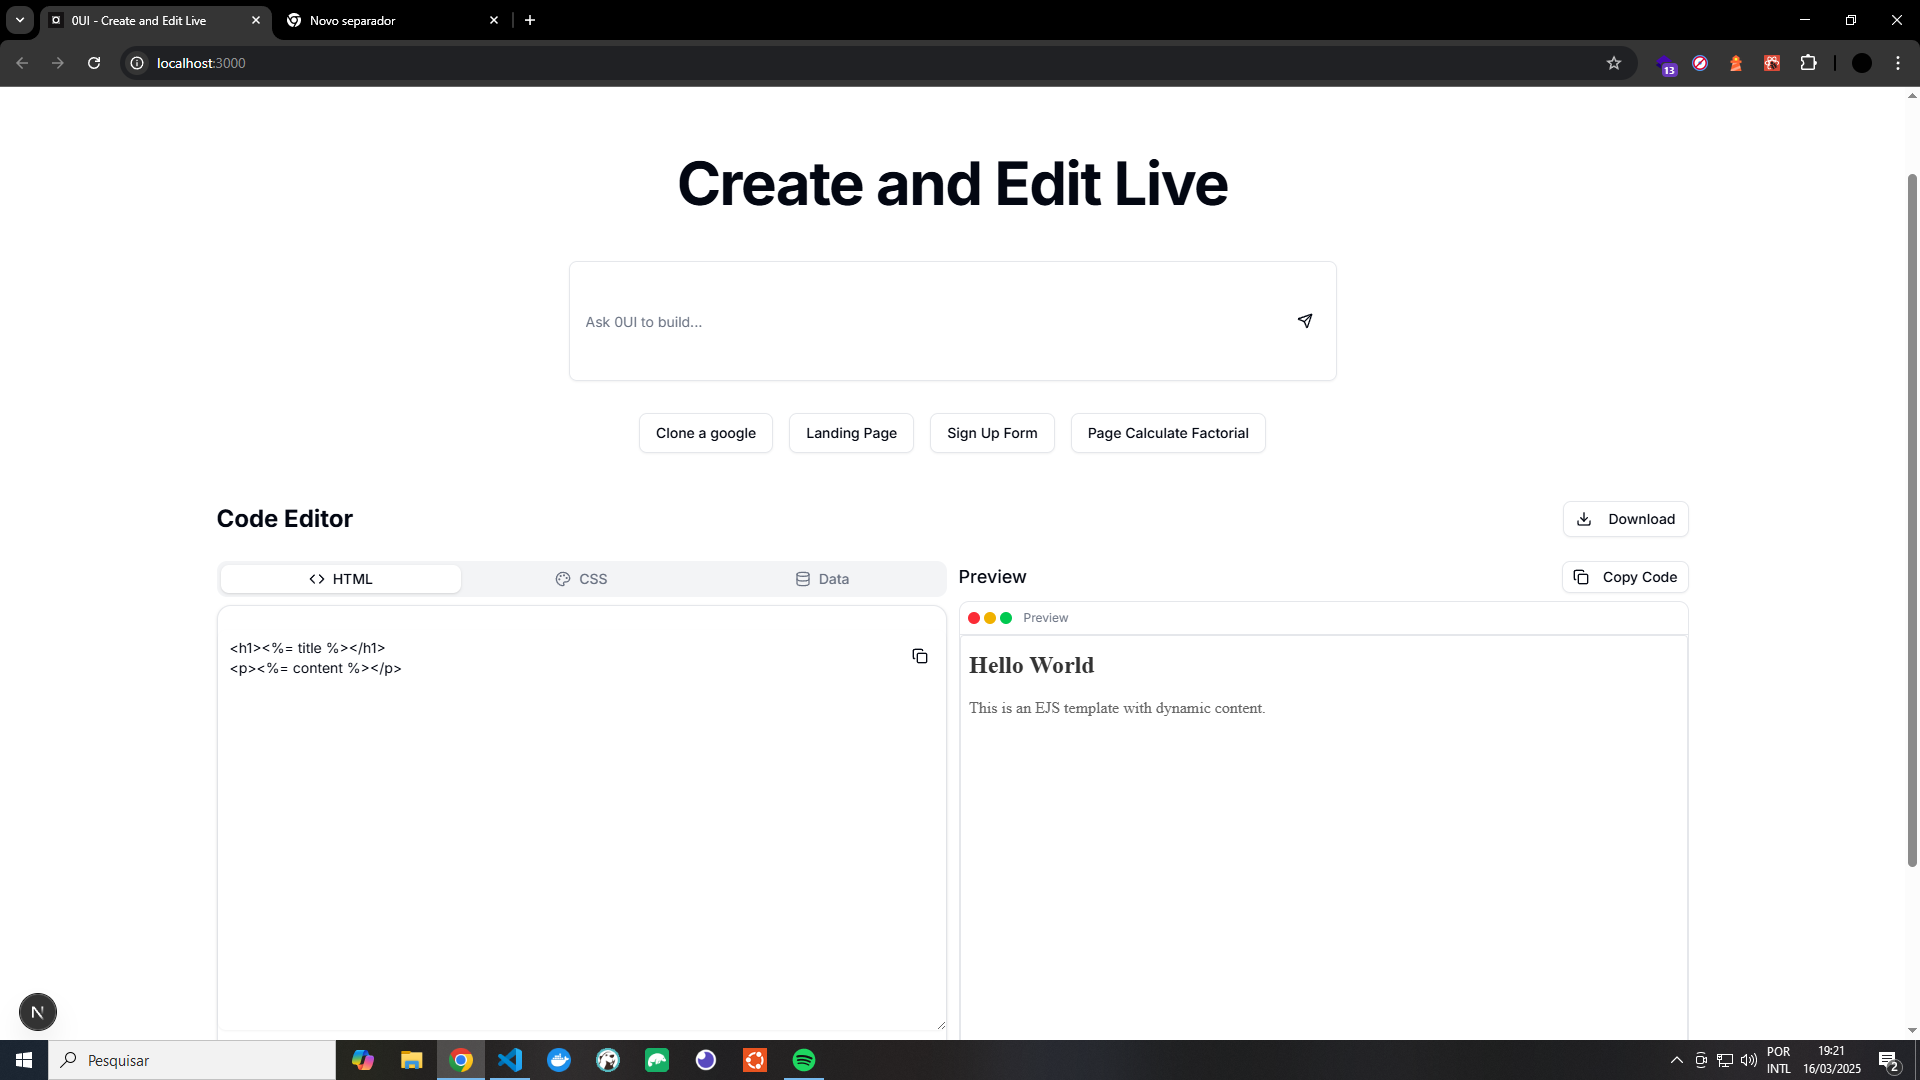 0UI - Create and Edit Live
Novo separador
localhost:3000
13
Create and Edit Live
Ask 0UI to build...
Clone a google
Landing Page
Sign Up Form
Page Calculate Factorial
Code Editor
Download
HTML
CSS
Data
Preview
Copy Code
<h1><%= title %></h1>
<p><%= content %></p>
Preview
Hello World
This is an EJS template with dynamic content.
N
Pesquisar
POR
INTL
19:21
16/03/2025
2